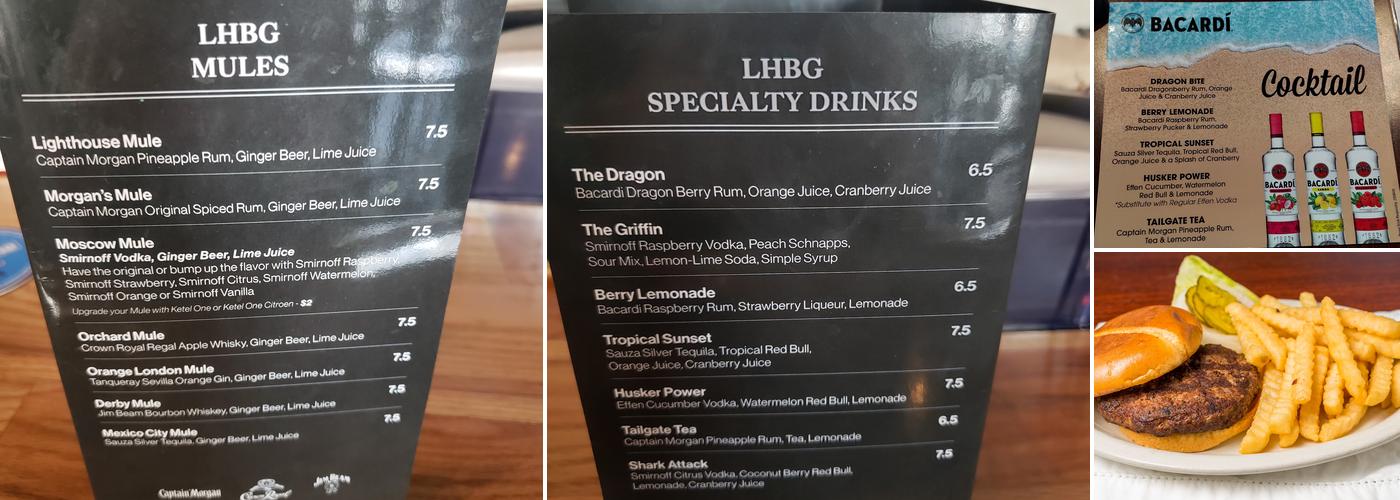 LHBG
MULES
Lighthouse Mule 7.5
Captain Morgan Pineapple Rum, Ginger Beer, Lime Juice
Morgan's Mule 7.5
Captain Morgan Original Spiced Rum, Ginger Beer, Lime Juice
Moscow Mule 7.5
Smirnoff Vodka, Ginger Beer, Lime Juice
Have the original or bump up the flavor with Smirnoff Raspberry,
Smirnoff Strawberry, Smirnoff Citrus, Smirnoff Watermelon,
Smirnoff Orange or Smirnoff Vanilla
Upgrade your Mule with Ketel One or Ketel One Citroen - $2
Orchard Mule 7.5
Crown Royal Regal Apple Whisky, Ginger Beer, Lime Juice
Orange London Mule 7.5
Tanqueray Sevilla Orange Gin, Ginger Beer, Lime Juice
Derby Mule 7.5
Jim Beam Bourbon Whiskey, Ginger Beer, Lime Juice
Mexico City Mule 7.5
Sauza Silver Tequila, Ginger Beer, Lime Juice
Captain Morgan
Crown Royal
JIM BEAM
LHBG
SPECIALTY DRINKS
The Dragon 6.5
Bacardi Dragon Berry Rum, Orange Juice, Cranberry Juice
The Griffin 7.5
Smirnoff Raspberry Vodka, Peach Schnapps,
Sour Mix, Lemon-Lime Soda, Simple Syrup
Berry Lemonade 6.5
Bacardi Raspberry Rum, Strawberry Liqueur, Lemonade
Tropical Sunset 7.5
Sauza Silver Tequila, Tropical Red Bull,
Orange Juice, Cranberry Juice
Husker Power 7.5
Effen Cucumber Vodka, Watermelon Red Bull, Lemonade
Tailgate Tea 6.5
Captain Morgan Pineapple Rum, Tea, Lemonade
Shark Attack 7.5
Smirnoff Citrus Vodka, Coconut Berry Red Bull,
Lemonade, Cranberry Juice
BACARDÍ
Cocktail
DRAGON BITE
Bacardi Dragonberry Rum, Orange
Juice & Cranberry Juice
BERRY LEMONADE
Bacardi Raspberry Rum,
Strawberry Pucker & Lemonade
TROPICAL SUNSET
Sauza Silver Tequila, Tropical Red Bull,
Orange Juice & a Splash of Cranberry
HUSKER POWER
Effen Cucumber, Watermelon
Red Bull & Lemonade
*Substitute with Regular Effen Vodka
TAILGATE TEA
Captain Morgan Pineapple Rum,
Tea & Lemonade
BACARDÍ
BACARDÍ
BACARDÍ